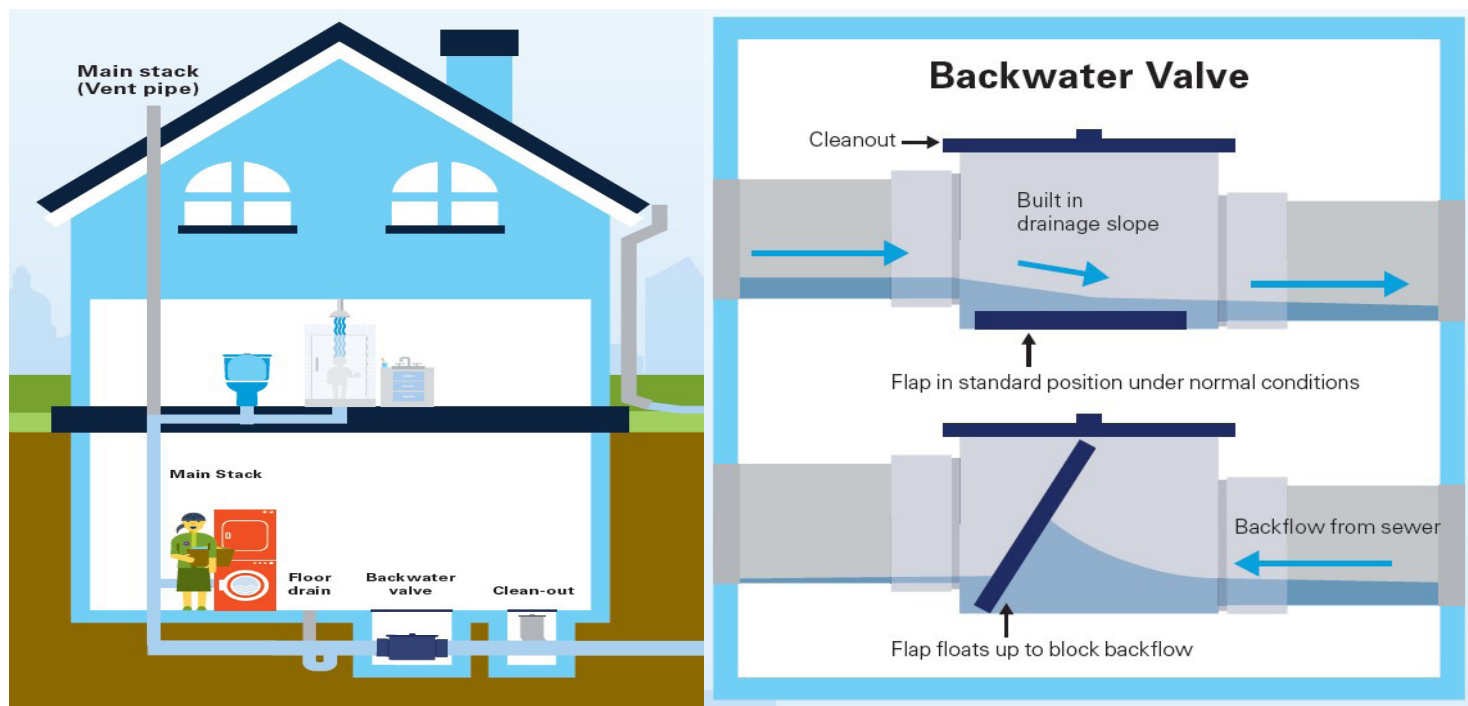 Main stack
(Vent pipe)
Main Stack
Floor
drain
Backwater
valve
Clean-out
Backwater Valve
Cleanout
Built in
drainage slope
Flap in standard position under normal conditions
Backflow from sewer
Flap floats up to block backflow